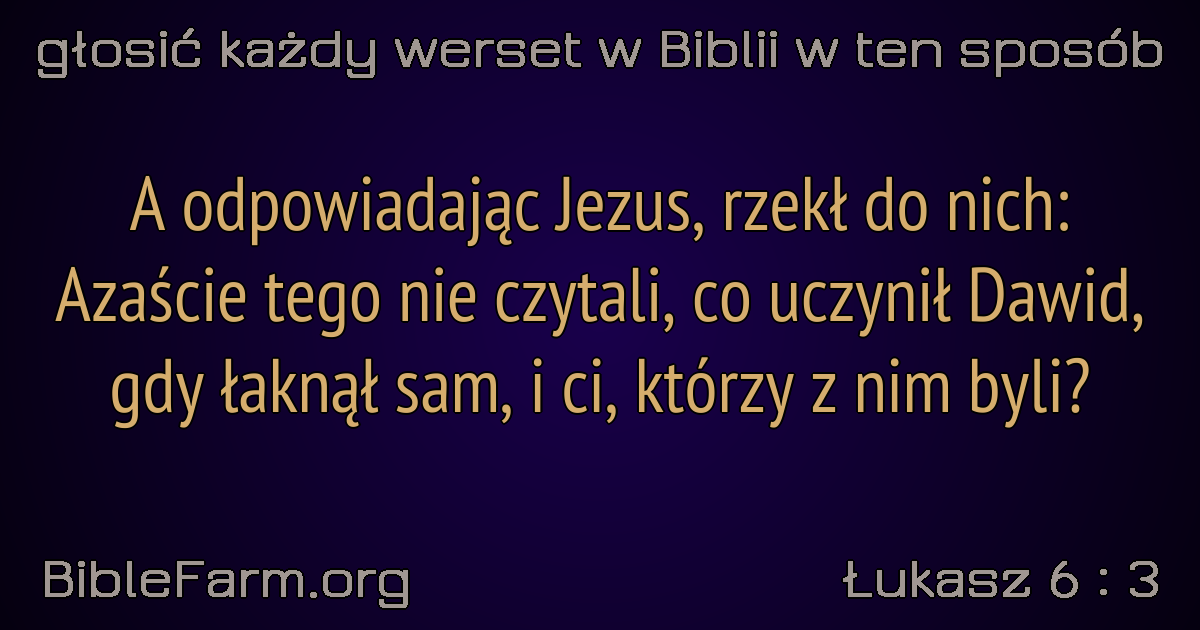 głosić każdy werset w Biblii w ten sposób
A odpowiadając Jezus, rzekł do nich:
Azaście tego nie czytali, co uczynił Dawid,
gdy łaknął sam, i ci, którzy z nim byli?
BibleFarm.org
Łukasz 6 : 3